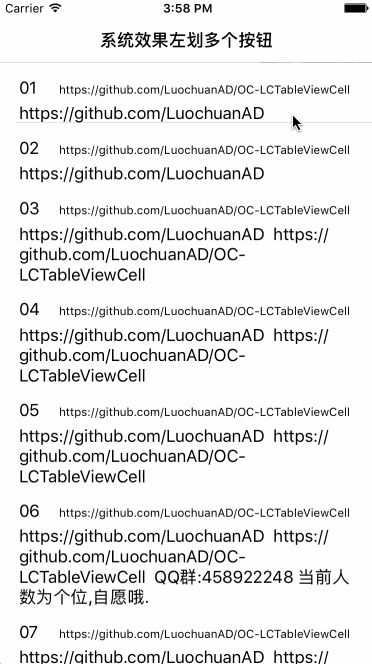 Carrier 3:58 PM
系统效果左划多个按钮
01 https://github.com/LuochuanAD/OC-LCTableViewCell
https://github.com/LuochuanAD
02 https://github.com/LuochuanAD/OC-LCTableViewCell
https://github.com/LuochuanAD
03 https://github.com/LuochuanAD/OC-LCTableViewCell
https://github.com/LuochuanAD https://
github.com/LuochuanAD/OC-
LCTableViewCell
04 https://github.com/LuochuanAD/OC-LCTableViewCell
https://github.com/LuochuanAD https://
github.com/LuochuanAD/OC-
LCTableViewCell
05 https://github.com/LuochuanAD/OC-LCTableViewCell
https://github.com/LuochuanAD https://
github.com/LuochuanAD/OC-
LCTableViewCell
06 https://github.com/LuochuanAD/OC-LCTableViewCell
https://github.com/LuochuanAD https://
github.com/LuochuanAD/OC-
LCTableViewCell QQ群:458922248 当前人
数为个位,自愿哦.
07 https://github.com/LuochuanAD/OC-LCTableViewCell
https://github.com/LuochuanAD https://